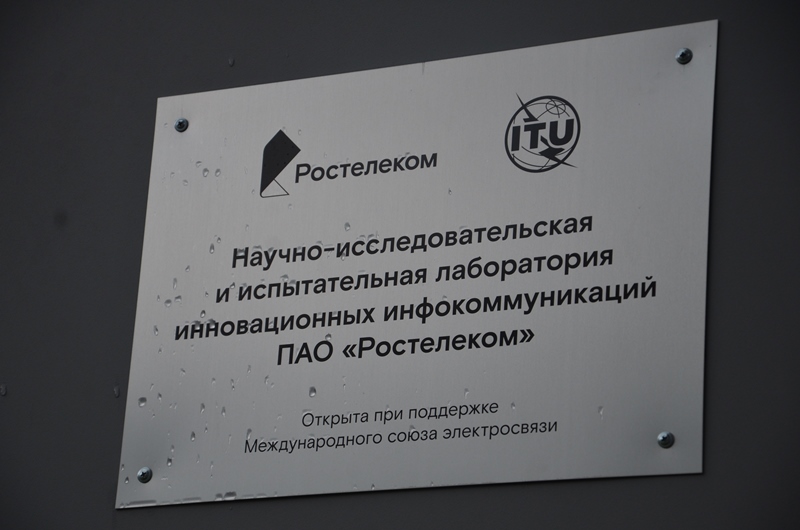 Ростелеком
ITU
Научно-исследовательская
и испытательная лаборатория
инновационных инфокоммуникаций
ПАО «Ростелеком»
Открыта при поддержке
Международного союза электросвязи